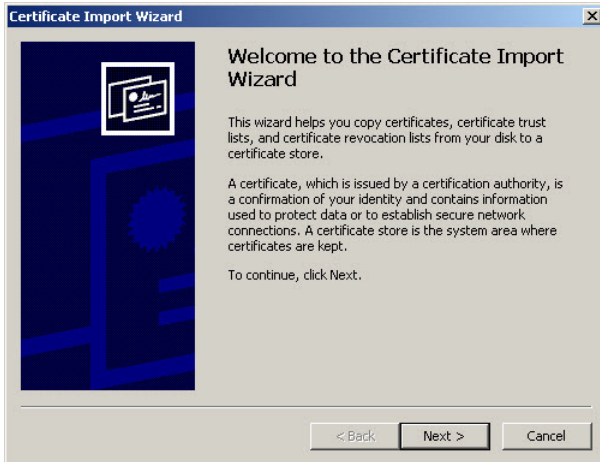 Certificate Import Wizard
Welcome to the Certificate Import
Wizard
This wizard helps you copy certificates, certificate trust
lists, and certificate revocation lists from your disk to a
certificate store.
A certificate, which is issued by a certification authority, is
a confirmation of your identity and contains information
used to protect data or to establish secure network
connections. A certificate store is the system area where
certificates are kept.
To continue, click Next.
< Back Next > Cancel